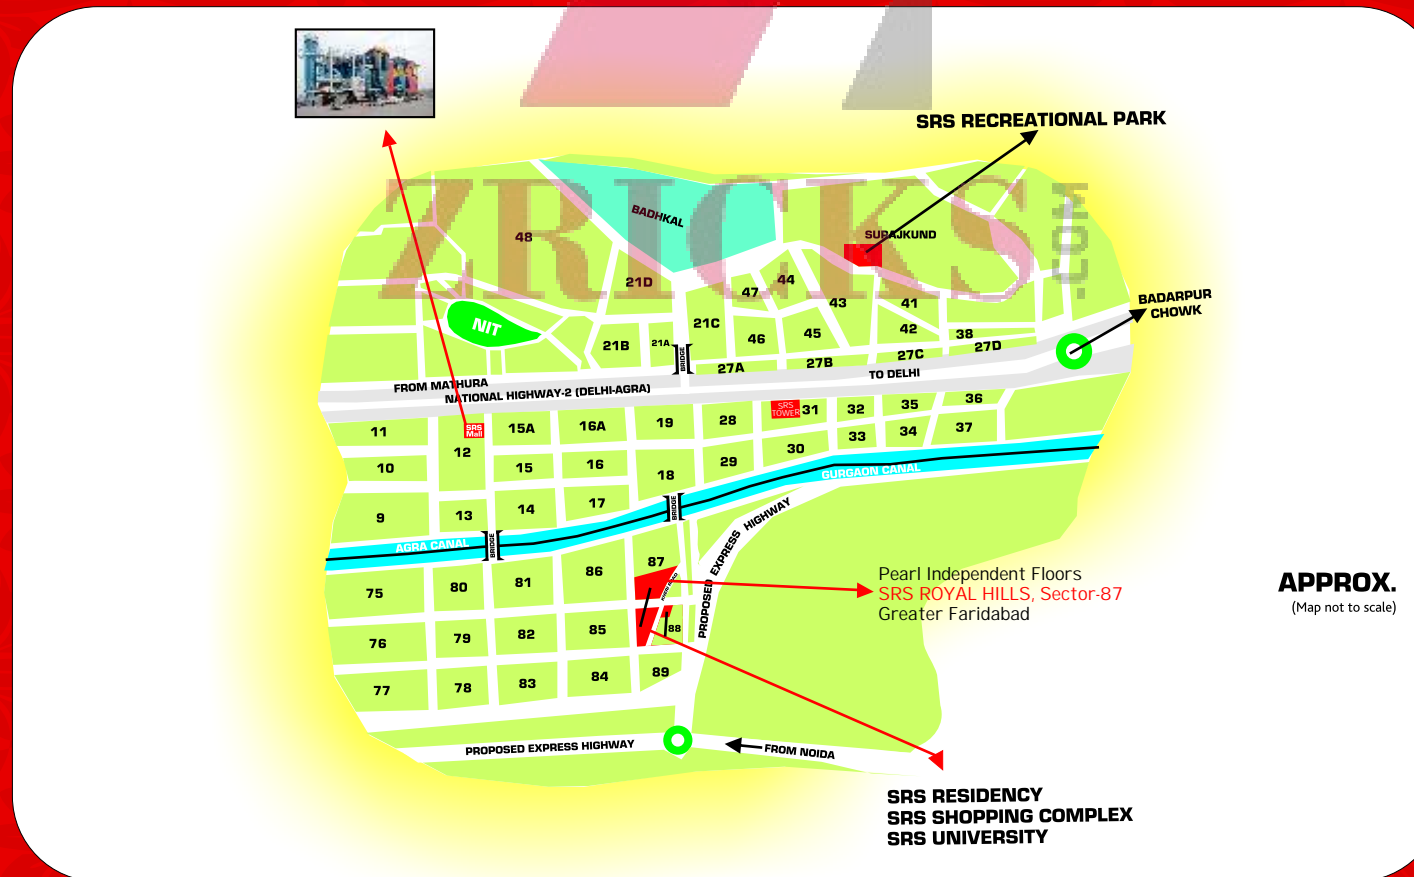 SRS RECREATIONAL PARK
ZRICKS.COM
BADHKAL
SURAJKUND
48
21D
47
44
43
41
BADARPUR
CHOWK
NIT
21C
42
38
21B
21A
46
45
27D
27C
27B
27A
BRIDGE
FROM MATHURA
TO DELHI
NATIONAL HIGHWAY-2 (DELHI-AGRA)
SRS
TOWER
31
32
35
36
11
SRS
Mall
15A
16A
19
28
33
34
37
12
10
15
16
18
29
30
GURGAON CANAL
9
13
14
17
BRIDGE
AGRA CANAL
BRIDGE
PROPOSED EXPRESS HIGHWAY
75
80
81
86
87
Pearl Independent Floors
SRS ROYAL HILLS, Sector-87
Greater Faridabad
APPROX.
(Map not to scale)
76
79
82
85
88
77
78
83
84
89
PROPOSED EXPRESS HIGHWAY
FROM NOIDA
SRS RESIDENCY
SRS SHOPPING COMPLEX
SRS UNIVERSITY